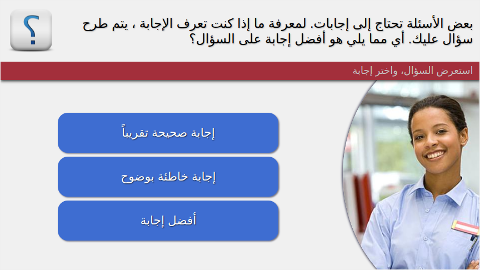 بعض الأسئلة تحتاج إلى إجابات. لمعرفة ما إذا كنت تعرف الإجابة ، يتم طرح
سؤال عليك. أي مما يلي هو أفضل إجابة على السؤال؟
استعرض السؤال، واختر إجابة
إجابة صحيحة تقريباً
إجابة خاطئة بوضوح
أفضل إجابة